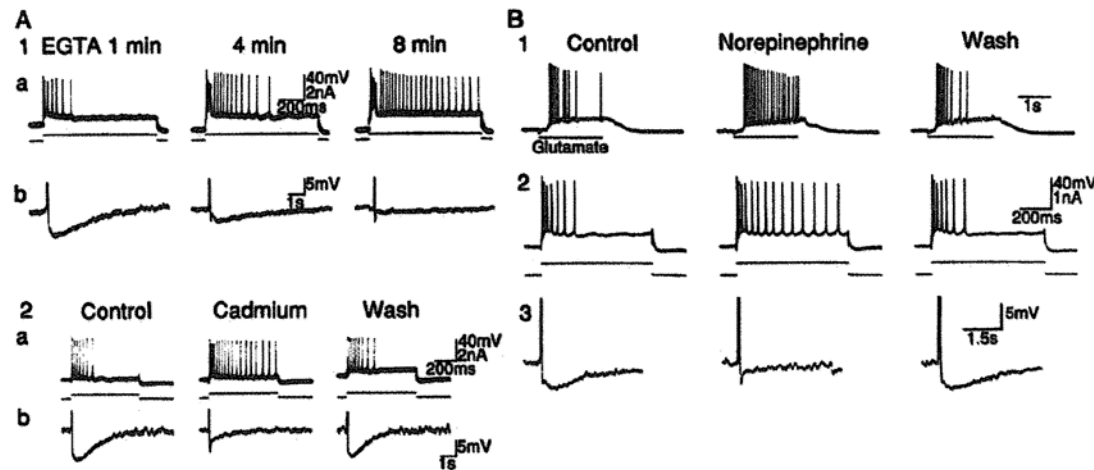 A
1 EGTA 1 min 4 min 8 min
a
40mV
2nA
200ms
b
5mV
1s
2 Control Cadmium Wash
a
40mV
2nA
200ms
b
5mV
1s
B
1 Control Norepinephrine Wash
1s
Glutamate
2
40mV
1nA
200ms
3
5mV
1.5s